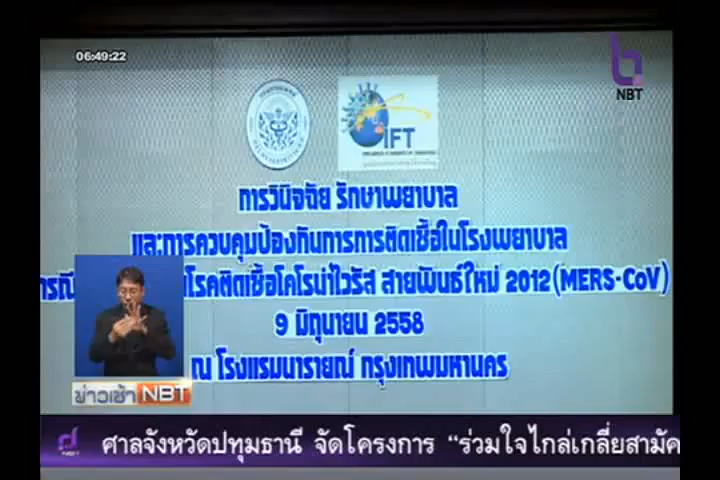 06:49:22
NBT
IFT
การวินิจฉัย รักษาพยาบาล
และการควบคุมป้องกันการการติดเชื้อในโรงพยาบาล
โรคติดเชื้อโคโรน่าไวรัส สายพันธ์ใหม่ 2012 (MERS-CoV)
9 มิถุนายน 2558
ณ โรงแรมนารายณ์ กรุงเทพมหานคร
ข่าวเช้า NBT
ศาลจังหวัดปทุมธานี จัดโครงการ “ร่วมใจไกล่เกลี่ยสามัค